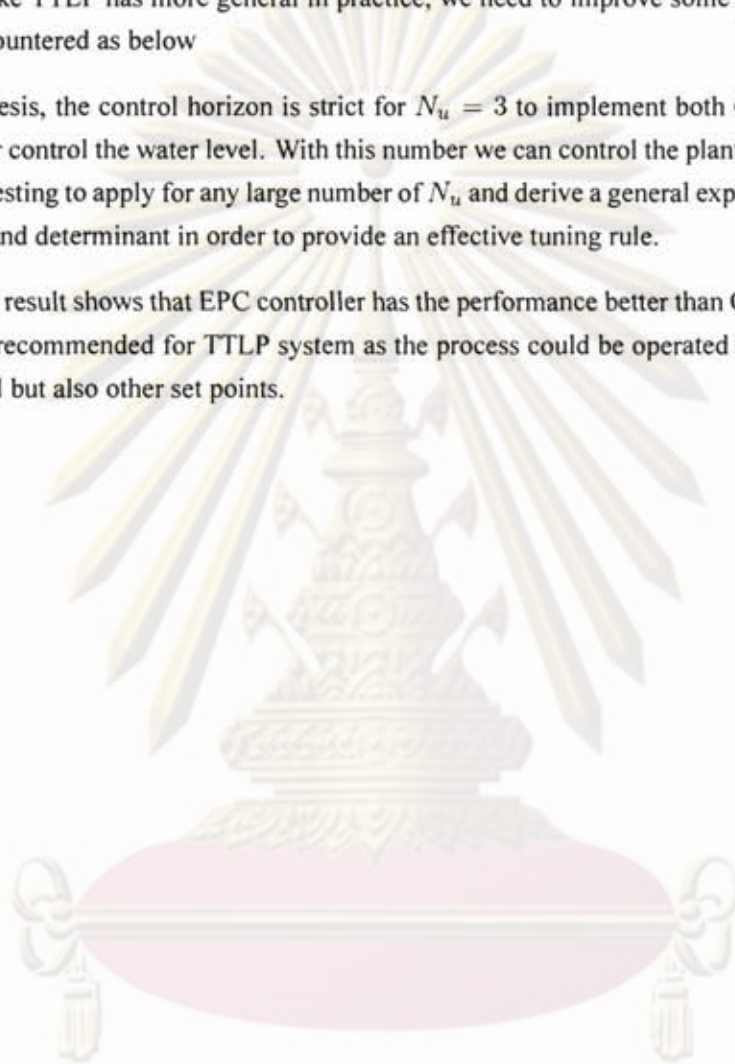 TTLP has more general in practice, we need to improve some
ountered as below
esis, the control horizon is strict for N_u = 3 to implement both
control the water level. With this number we can control the plant
esting to apply for any large number of N_u and derive a general exp
nd determinant in order to provide an effective tuning rule.
result shows that EPC controller has the performance better than
recommended for TTLP system as the process could be operated
but also other set points.